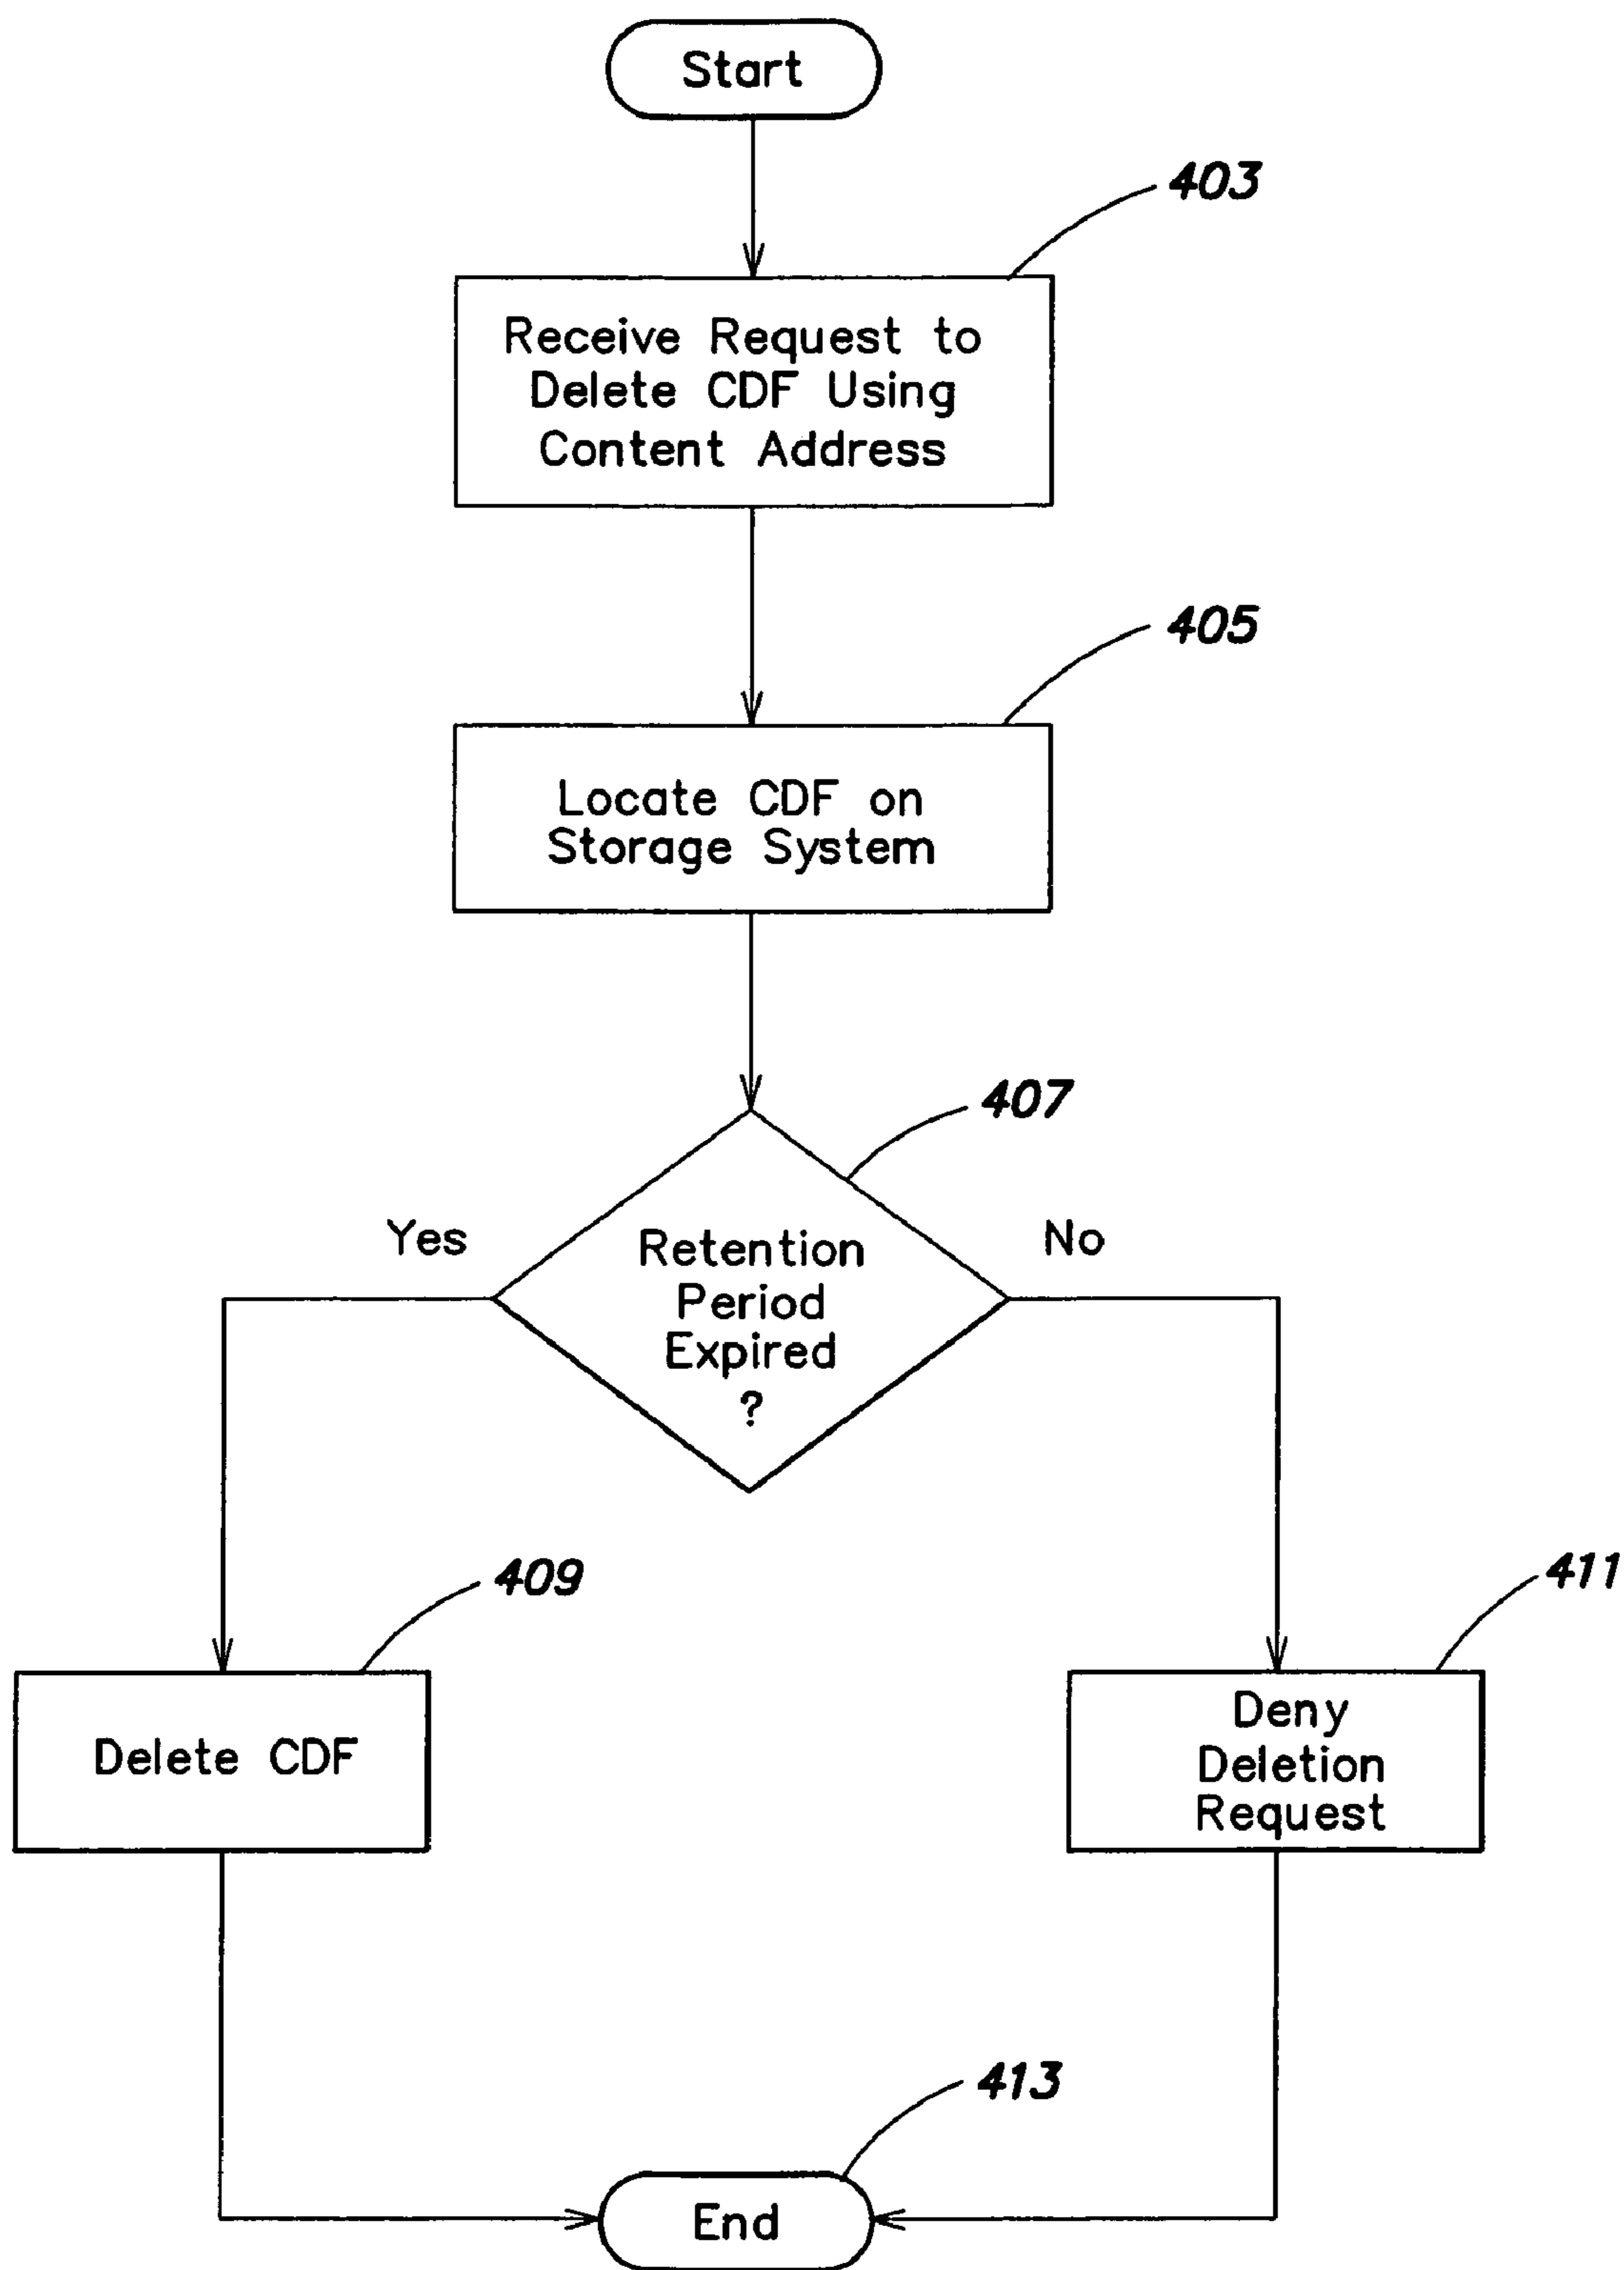 Start
403
Receive Request to
Delete CDF Using
Content Address
405
Locate CDF on
Storage System
407
Yes
No
Retention
Period
Expired
?
409
411
Delete CDF
Deny
Deletion
Request
413
End